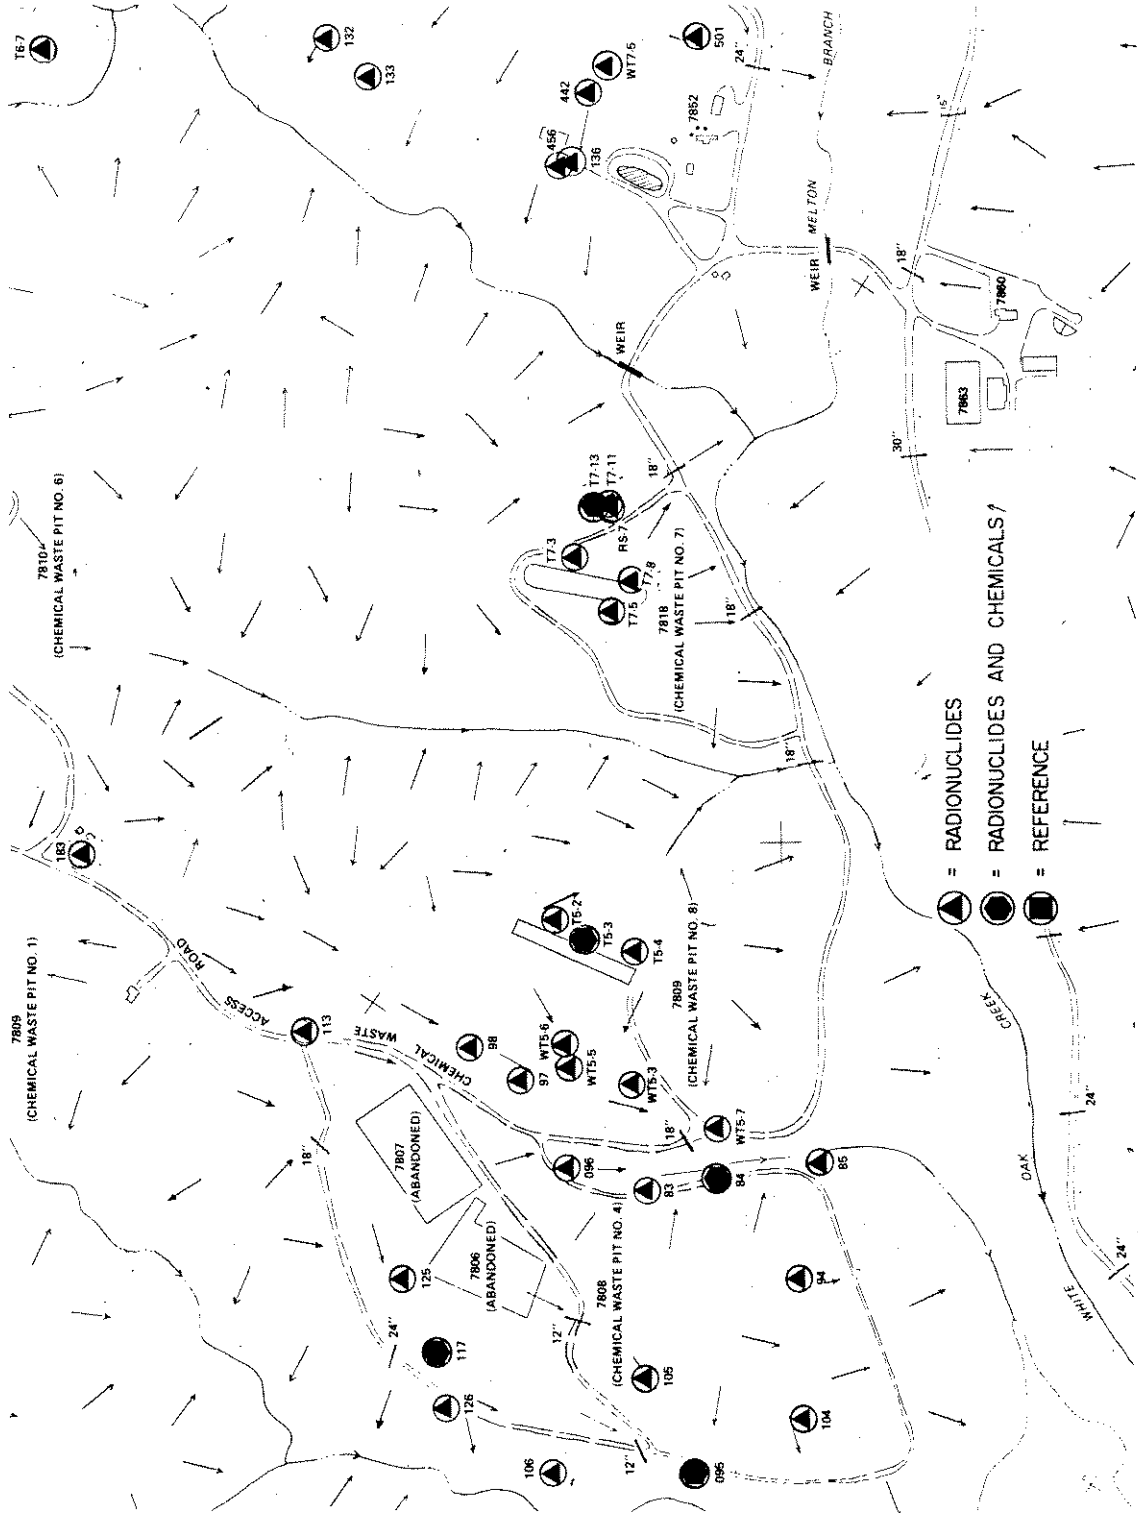 T6-7
132
133
442
WT7-5
501
24"
BRANCH
456
136
7852
15"
MELTON
WEIR
18"
7860
WEIR
7863
30"
7810
(CHEMICAL WASTE PIT NO. 6)
T7-13
T7-11
18"
RS-7
T7-3
T7-8
T7-5
7818
(CHEMICAL WASTE PIT NO. 7)
18"
18"
183
7809
(CHEMICAL WASTE PIT NO. 1)
ROAD
ACCESS
113
WASTE
CHEMICAL
98
97
WT5-6
WT5-5
WT5-3
T5-2
T5-3
T5-4
7809
(CHEMICAL WASTE PIT NO. 8)
18"
WT5-7
18"
7807
(ABANDONED)
7806
(ABANDONED)
096
83
84
85
7808
(CHEMICAL WASTE PIT NO. 4)
125
24"
117
126
12"
105
94
104
106
12"
095
CREEK
OAK
WHITE
24"
24"
= RADIONUCLIDES
= RADIONUCLIDES AND CHEMICALS
= REFERENCE